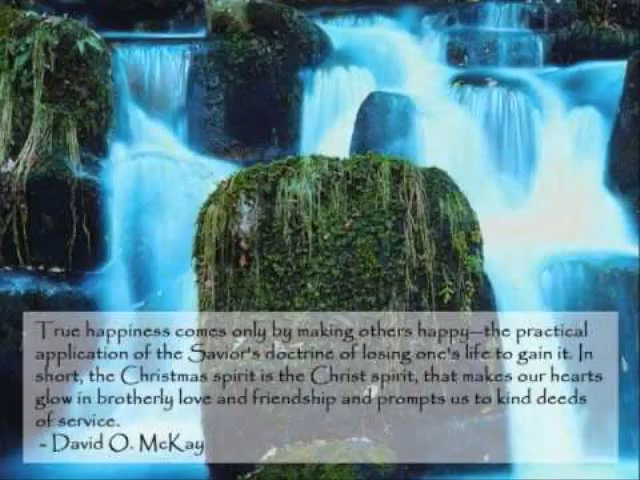 True happiness comes only by making others happy—the practical
application of the Savior's doctrine of losing one's life to gain it. In
short, the Christmas spirit is the Christ spirit, that makes our hearts
glow in brotherly love and friendship and prompts us to kind deeds
of service.
- David O. McKay